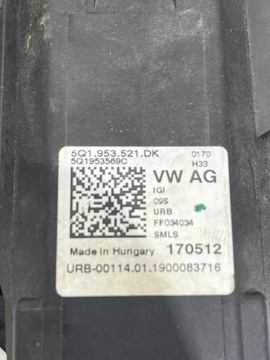 5Q1.953.521.DK 0170
5Q1953569C H33
VW AG
IGI
09S
URB
FF034034
SMLS
Made in Hungary 170512
URB-00114.01.1900083716